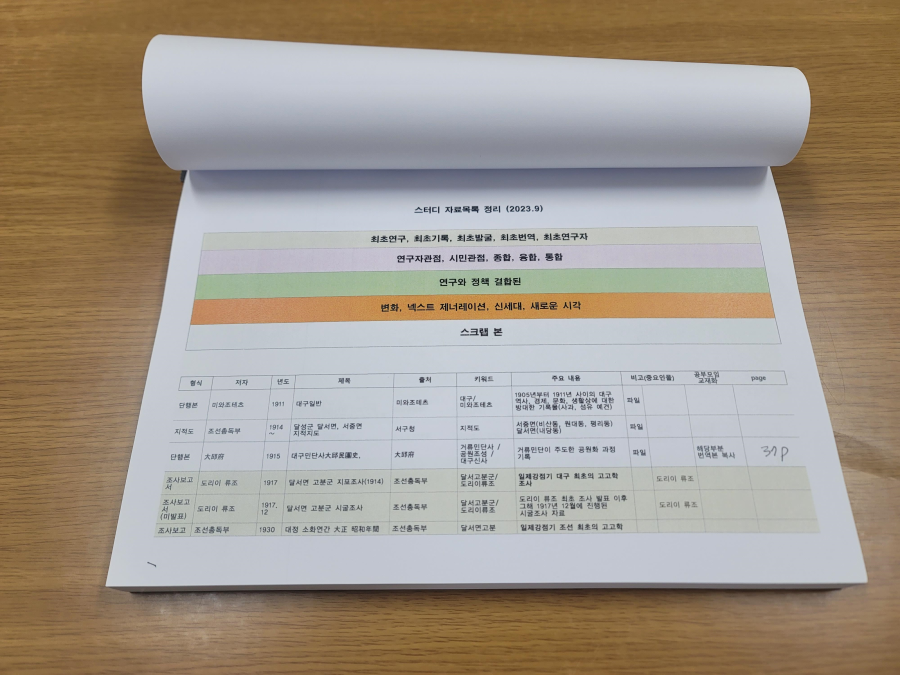 스터디 자료목록 정리 (2023.9)
최초연구, 최초기록, 최초발굴, 최초번역, 최초연구자
연구자관점, 시민관점, 종합, 융합, 통합
연구와 정책 결합된
변화, 넥스트 제너레이션, 신세대, 새로운 시각
스크랩 본
형식 저자 년도 제목 출처 키워드 주요 내용 비고(중요인물) 공부모임 교재화 page
단행본 미와조테츠 1911 대구일반 미와조테츠 대구/ 미와조테츠 1905년부터 1911년 사이의 대구
역사, 경제, 문화, 생활상에 대한
방대한 기록물(사과, 섬유 예견) 파일
지적도 조선총독부 1914 ~ 달성군 달서면, 서중면 지적지도 서구청 지적도 서중면(비산동, 원대동, 평리동)
달서면(내당동)
단행본 大邱府 1915 대구민단사大邱民團史, 大邱府 거류민단사 / 공원조성 / 대구신사 거류민단이 주도한 공원화 과정
기록 파일 해당부분 번역본 복사 37p
조사보고서 도리이 류조 1917 달서면 고분군 지표조사(1914) 조선총독부 달서고분군/ 도리이류조 일제강점기 대구 최초의 고고학
조사 도리이 류조
조사보고서 (미발표) 도리이 류조 1917, 12 달서면 고분군 시굴조사 조선총독부 달서고분군/ 도리이류조 도리이 류조 최초 조사 발표 이후
그해 1917년 12월에 진행된
시굴조사 자료 도리이 류조
조사보고 조선총독부 1930 대정 소화연간 大正 昭和年間 조선총독부 달서면고분 일제강점기 조선 최초의 고고학
1